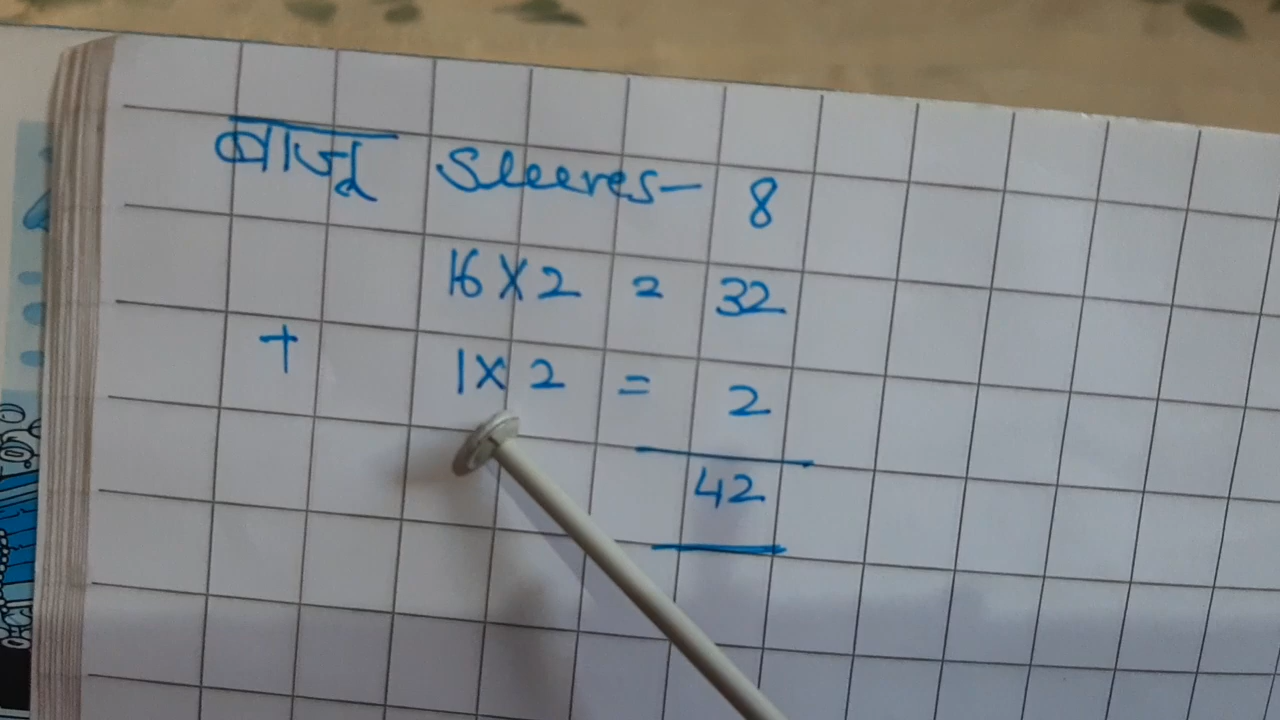 बाजू Sleeves- 8
16 X 2 = 32
+ 1 X 2 = 2
42